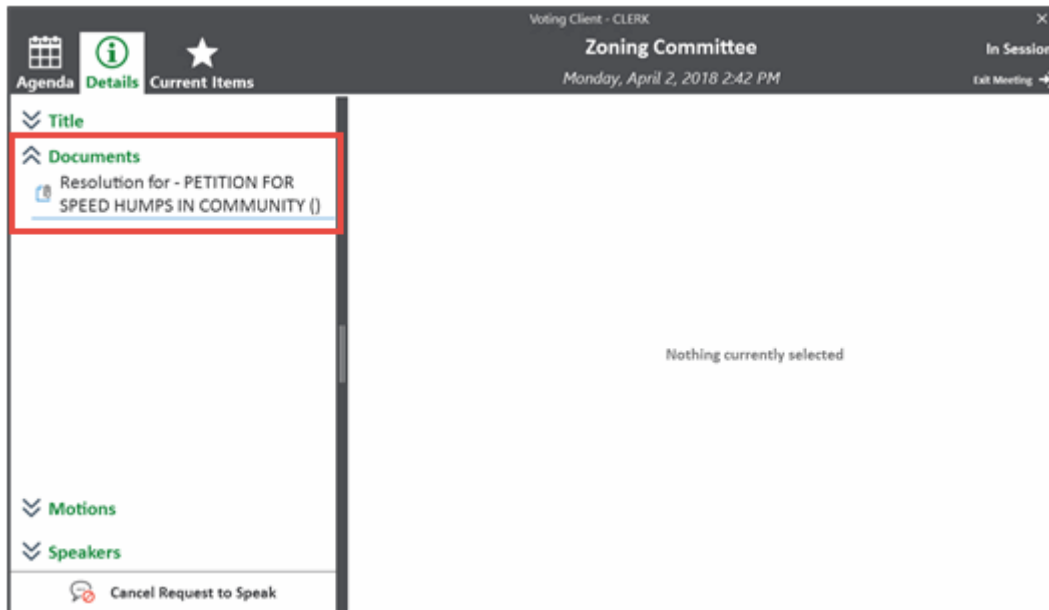 Voting Client - CLERK
Zoning Committee
In Session
Agenda Details Current Items
Monday, April 2, 2018 2:42 PM
Exit Meeting
Title
Documents
Resolution for - PETITION FOR
SPEED HUMPS IN COMMUNITY ()
Nothing currently selected
Motions
Speakers
Cancel Request to Speak